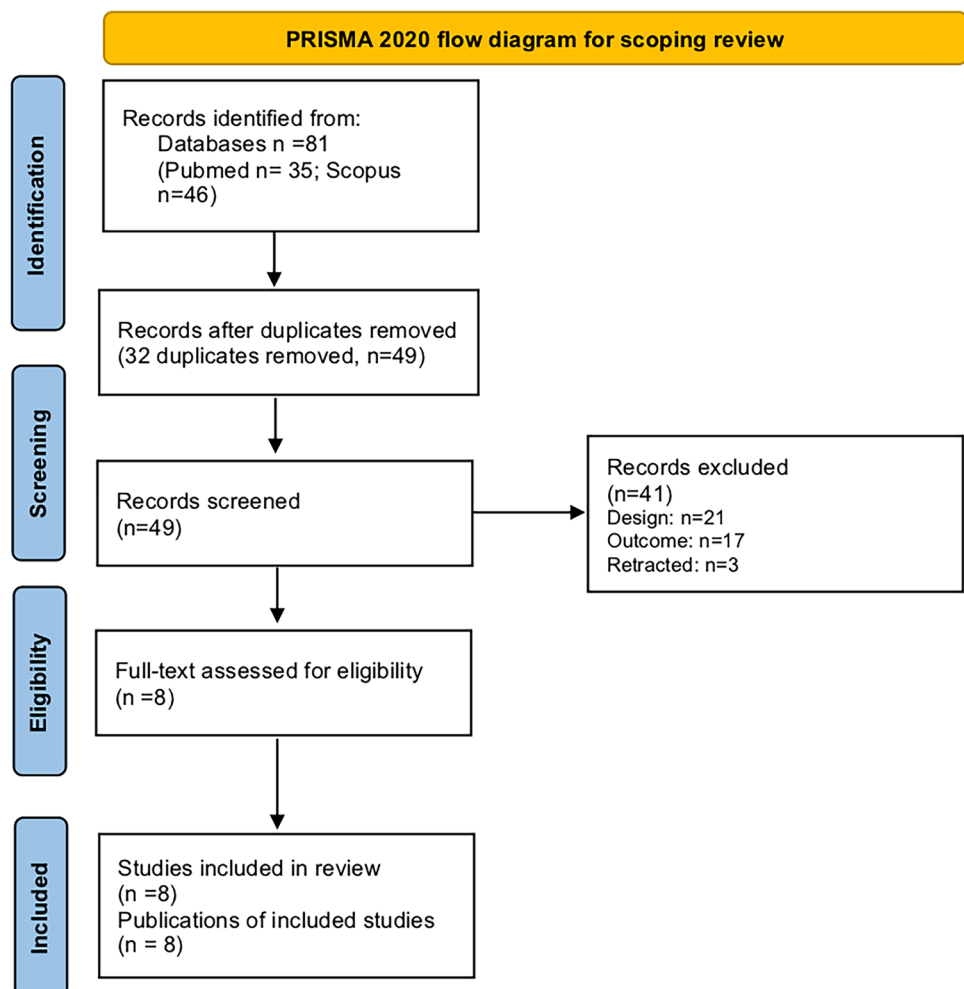 PRISMA 2020 flow diagram for scoping review
Identification
Records identified from:
Databases n =81
(Pubmed n= 35; Scopus
n=46)
Records after duplicates removed
(32 duplicates removed, n=49)
Screening
Records screened
(n=49)
Records excluded
(n=41)
Design: n=21
Outcome: n=17
Retracted: n=3
Eligibility
Full-text assessed for eligibility
(n =8)
Included
Studies included in review
(n =8)
Publications of included studies
(n = 8)